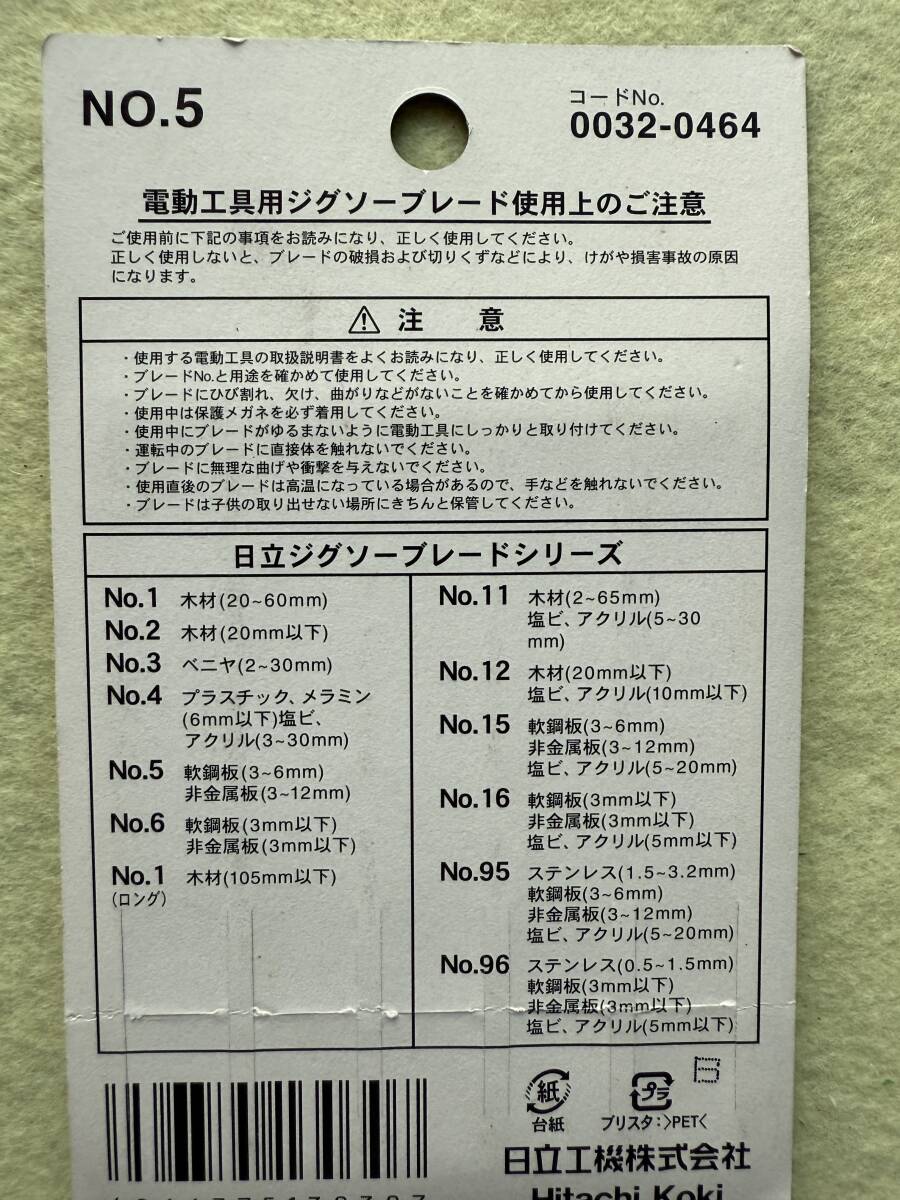 NO.5
コードNo.
0032-0464
電動工具用ジグソーブレード使用上のご注意
ご使用前に下記の事項をお読みになり、正しく使用してください。
正しく使用しないと、ブレードの破損および切りくずなどにより、けがや損害事故の原因
になります。
⚠ 注 意
・使用する電動工具の取扱説明書をよくお読みになり、正しく使用してください。
・ブレードNo.と用途を確かめて使用してください。
・ブレードにひび割れ、欠け、曲がりなどがないことを確かめてから使用してください。
・使用中は保護メガネを必ず着用してください。
・使用中にブレードがゆるまないように電動工具にしっかりと取り付けてください。
・運転中のブレードに直接体を触れないでください。
・ブレードに無理な曲げや衝撃を与えないでください。
・使用直後のブレードは高温になっている場合があるので、手などを触れないでください。
・ブレードは子供の取り出せない場所にきちんと保管してください。
日立ジグソーブレードシリーズ
No.1 木材(20~60mm)
No.2 木材(20mm以下)
No.3 ベニヤ(2~30mm)
No.4 プラスチック、メラミン
(6mm以下)塩ビ、
アクリル(3~30mm)
No.5 軟鋼板(3~6mm)
非金属板(3~12mm)
No.6 軟鋼板(3mm以下)
非金属板(3mm以下)
No.1 木材(105mm以下)
(ロング)
No.11 木材(2~65mm)
塩ビ、アクリル(5~30
mm)
No.12 木材(20mm以下)
塩ビ、アクリル(10mm以下)
No.15 軟鋼板(3~6mm)
非金属板(3~12mm)
塩ビ、アクリル(5~20mm)
No.16 軟鋼板(3mm以下)
非金属板(3mm以下)
塩ビ、アクリル(5mm以下)
No.95 ステンレス(1.5~3.2mm)
軟鋼板(3~6mm)
非金属板(3~12mm)
塩ビ、アクリル(5~20mm)
No.96 ステンレス(0.5~1.5mm)
軟鋼板(3mm以下)
非金属板(3mm以下)
塩ビ、アクリル(5mm以下)
紙 プラ
台紙 ブリスタ:>PET<
日立工機株式会社
Hitachi Koki